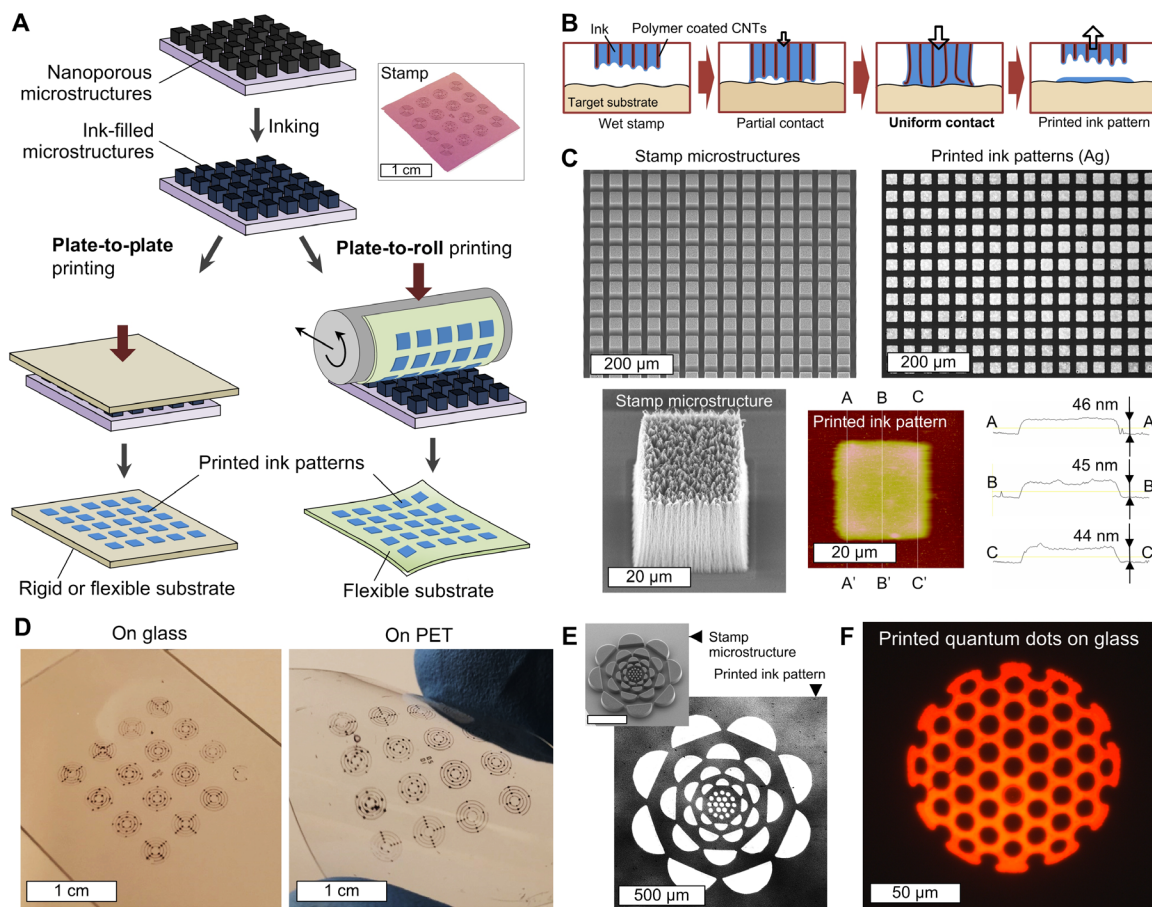 A
Nanoporous
microstructures
Inking
Ink-filled
microstructures
Stamp
1 cm
Plate-to-plate
printing
Plate-to-roll printing
Printed ink patterns
Rigid or flexible substrate
Flexible substrate
B
Ink
Polymer coated CNTs
Target substrate
Wet stamp
Partial contact
Uniform contact
Printed ink pattern
C
Stamp microstructures
Printed ink patterns (Ag)
200 µm
200 µm
Stamp microstructure
20 µm
A B C
Printed ink pattern
20 µm
A' B' C'
46 nm
A A'
45 nm
B B'
44 nm
C C'
D
On glass
On PET
1 cm
1 cm
E
Stamp
microstructure
Printed ink pattern
500 µm
F
Printed quantum dots on glass
50 µm